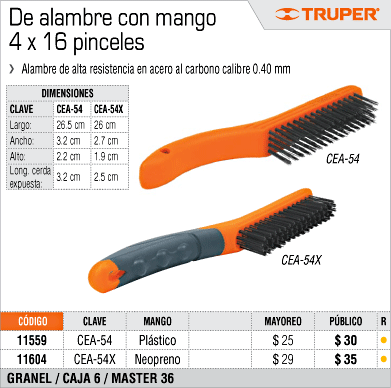 De alambre con mango
4 x 16 pinceles
TRUPER®
❯ Alambre de alta resistencia en acero al carbono calibre 0.40 mm
DIMENSIONES
CLAVE CEA-54 CEA-54X
Largo: 26.5 cm 26 cm
Ancho: 3.2 cm 2.7 cm
Alto: 2.2 cm 1.9 cm
Long. cerda
expuesta: 3.2 cm 2.5 cm
CEA-54
CEA-54X
CÓDIGO CLAVE MANGO MAYOREO PÚBLICO R
11559 CEA-54 Plástico $ 25 $ 30
11604 CEA-54X Neopreno $ 29 $ 35
GRANEL / CAJA 6 / MASTER 36